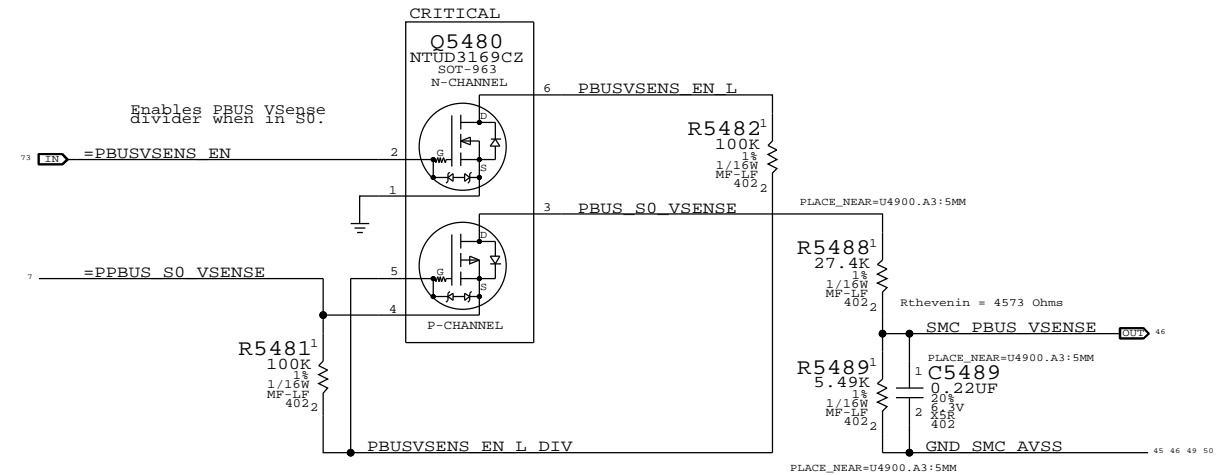 CRITICAL
Q5480
NTUD3169CZ
SOT-963
N-CHANNEL
Enables PBUS VSense
divider when in S0.
73 IN =PBUSVSENS_EN
2
1
D
G
S
6 PBUSVSENS_EN_L
R5482 1
100K
1%
1/16W
MF-LF
402 2
3 PBUS_S0_VSENSE
PLACE_NEAR=U4900.A3:5MM
7 =PPBUS_S0_VSENSE
5
4
D
G
S
P-CHANNEL
R5488 1
27.4K
1%
1/16W
MF-LF
402 2
Rthevenin = 4573 Ohms
SMC_PBUS_VSENSE OUT 46
R5481 1
100K
1%
1/16W
MF-LF
402 2
R5489 1
5.49K
1%
1/16W
MF-LF
402 2
PLACE_NEAR=U4900.A3:5MM
1 C5489
0.22UF
20%
6.3V
2 X5R
402
PBUSVSENS_EN_L_DIV
GND_SMC_AVSS 45 46 49 50
PLACE_NEAR=U4900.A3:5MM